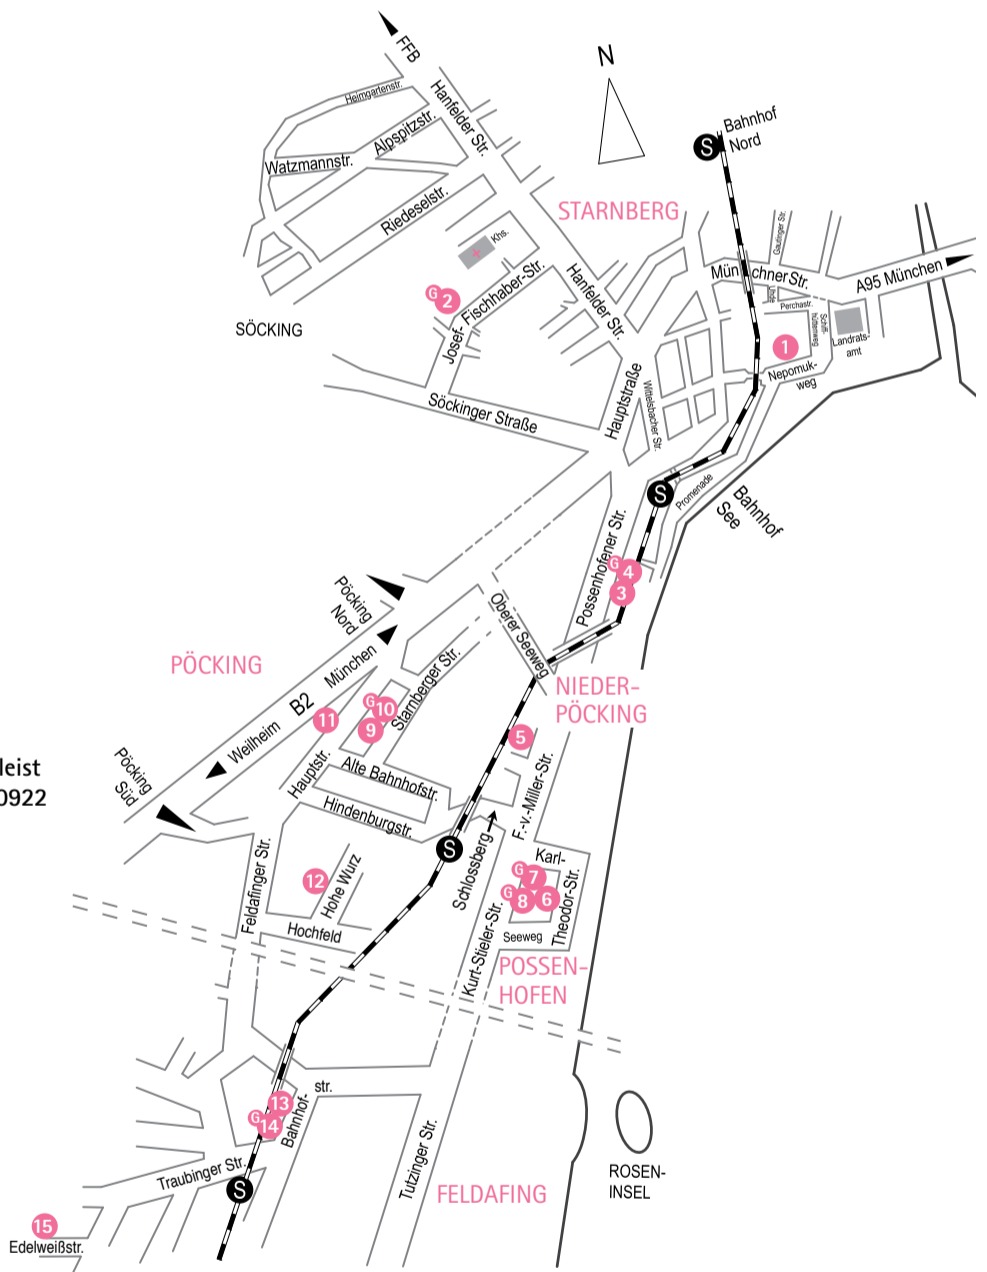 FFB
N
Bahnhof
Nord
S
Heimgartenstr.
Hanfelder Str.
Alpspitzstr.
Watzmannstr.
Riedeselstr.
STARNBERG
Gautinger Str.
Khs.
Münchner Str.
A95 München
G
2
Josef-Fischhaber-Str.
Hanfelder Str.
Perchastr.
Schiff-
hüttenweg
Landrats-
amt
SÖCKING
1
Nepomuk-
weg
Hauptstraße
Wittelsbacher Str.
Söckinger Straße
S
Promenade
Bahnhof
See
Possenhofener Str.
G
4
3
Pöcking
Nord
Oberer Seeweg
PÖCKING
München
B2
Weilheim
Starnberger Str.
NIEDER-
PÖCKING
G
10
11
9
5
leist
0922
Pöcking
Süd
Hauptstr.
Alte Bahnhofstr.
Hindenburgstr.
F.-v.-Miller-Str.
S
Schlossberg
Karl-
Theodor-Str.
G
7
G
8
6
12
Hohe Wurz
Feldafinger Str.
Hochfeld
Kurt-Stieler-Str.
Seeweg
POSSEN-
HOFEN
13
G
14
Bahnhof-
str.
Tutzinger Str.
Traubinger Str.
S
FELDAFING
ROSEN-
INSEL
15
Edelweißstr.